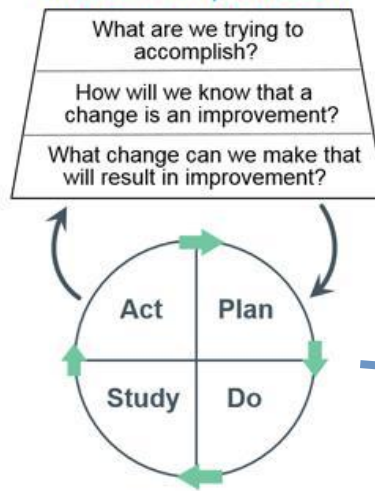 What are we trying to
accomplish?
How will we know that a
change is an improvement?
What change can we make that
will result in improvement?
Act
Plan
Study
Do